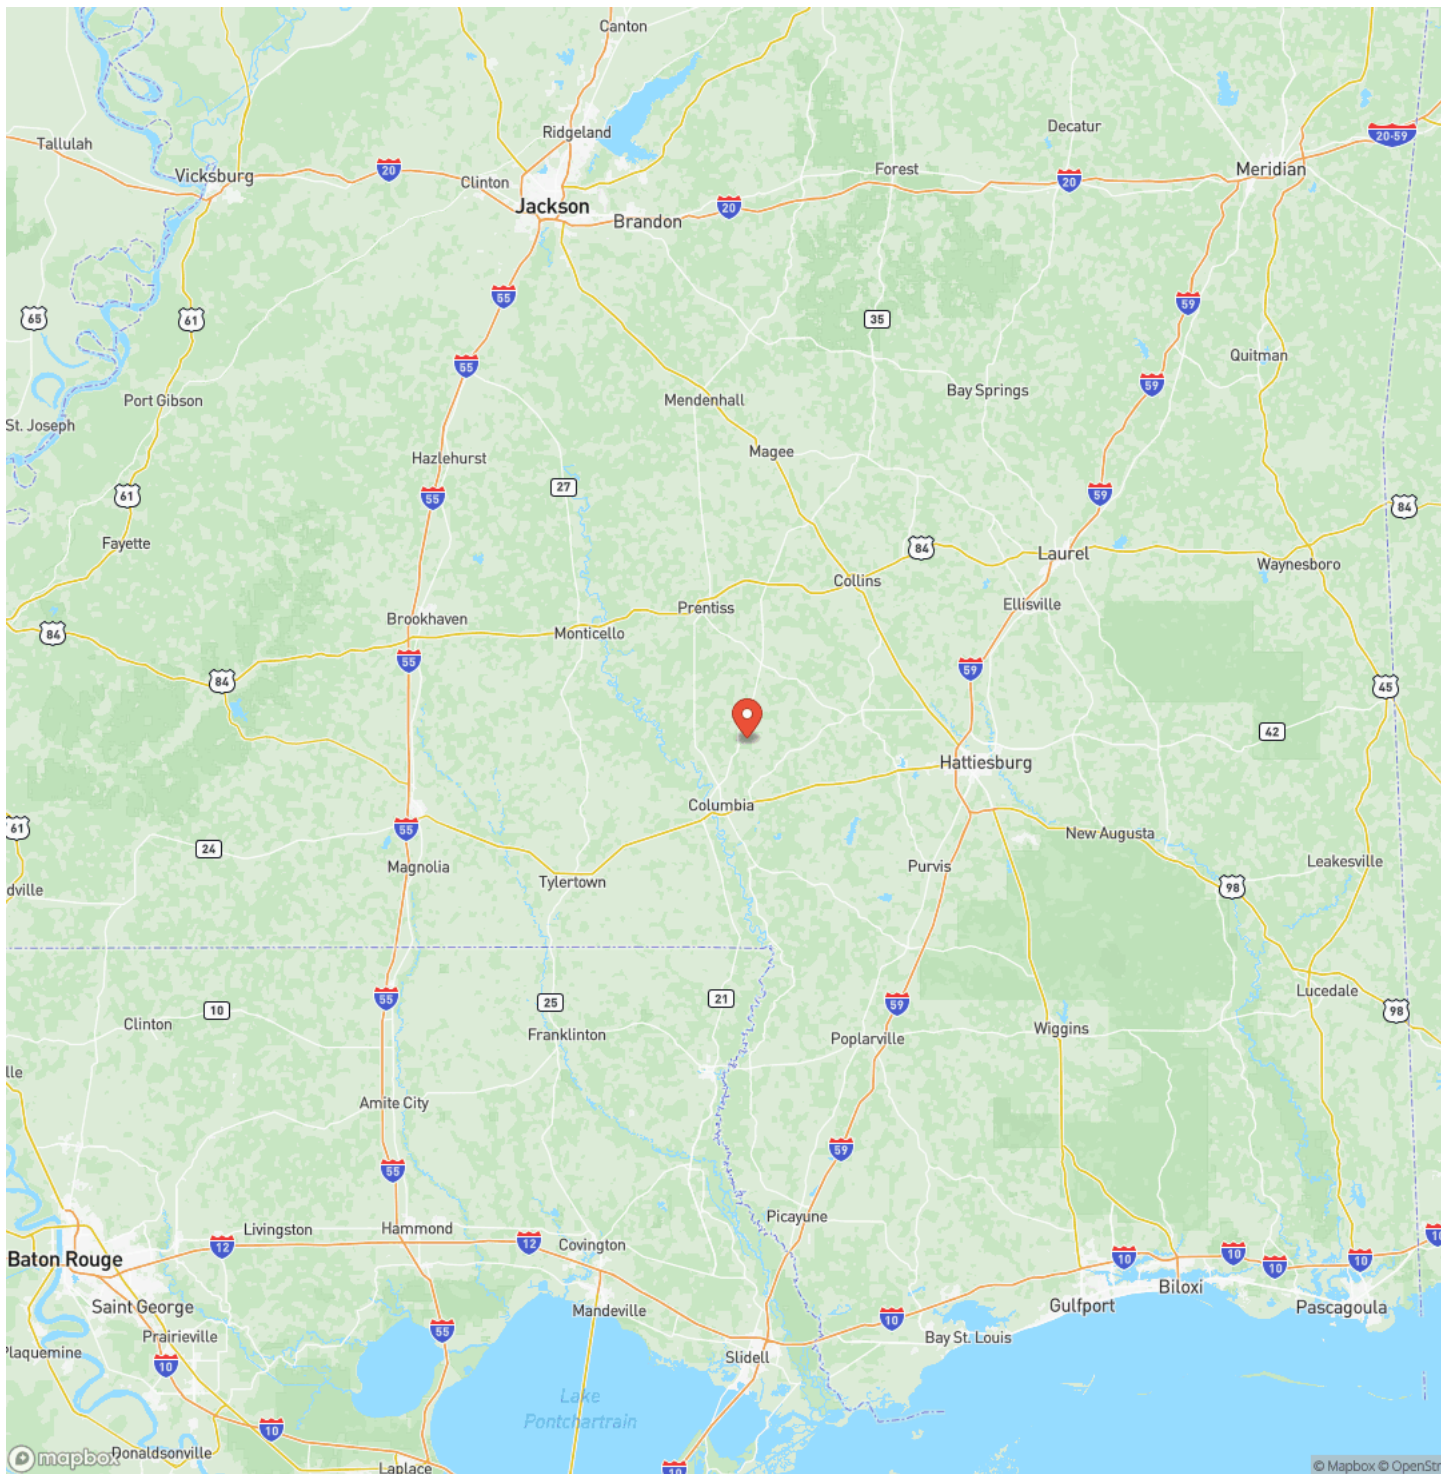 Canton
Ridgeland
Decatur
20-59
Tallulah
Vicksburg
20
Clinton
Forest
20
Meridian
Jackson
Brandon
20
55
59
65
61
35
Quitman
55
59
Bay Springs
Port Gibson
Mendenhall
St. Joseph
Magee
Hazlehurst
27
61
55
59
84
Fayette
84
Laurel
Waynesboro
Collins
Ellisville
Prentiss
Brookhaven
84
Monticello
55
59
84
45
42
Hattiesburg
Columbia
61
55
New Augusta
24
Magnolia
Purvis
Leakesville
Tylertown
98
dville
55
25
21
59
Lucedale
10
98
Clinton
Franklinton
Poplarville
Wiggins
lle
Amite City
59
55
Picayune
Livingston
Hammond
12
12
Covington
10
10
10
10
10
Baton Rouge
Biloxi
Saint George
Mandeville
Gulfport
Pascagoula
10
55
Prairieville
Bay St. Louis
Plaquemine
10
Slidell
Lake
Pontchartrain
10
Donaldsonville
mapbox
Laplace
10
© Mapbox © OpenStr